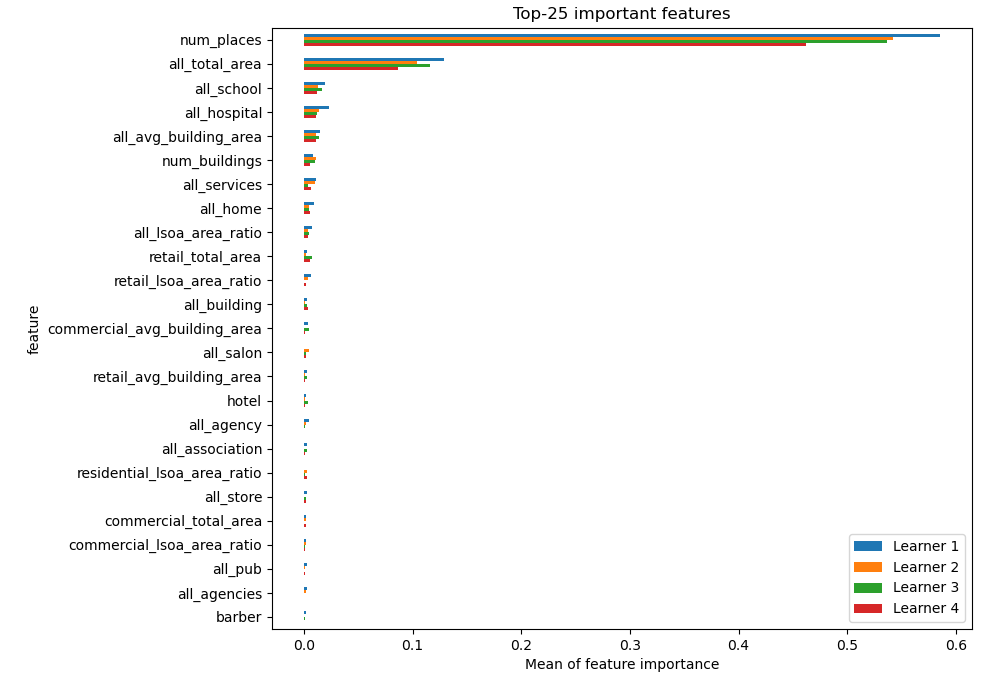 Top-25 important features
feature
num_places
all_total_area
all_school
all_hospital
all_avg_building_area
num_buildings
all_services
all_home
all_lsoa_area_ratio
retail_total_area
retail_lsoa_area_ratio
all_building
commercial_avg_building_area
all_salon
retail_avg_building_area
hotel
all_agency
all_association
residential_lsoa_area_ratio
all_store
commercial_total_area
commercial_lsoa_area_ratio
all_pub
all_agencies
barber
Learner 1
Learner 2
Learner 3
Learner 4
0.0 0.1 0.2 0.3 0.4 0.5 0.6
Mean of feature importance